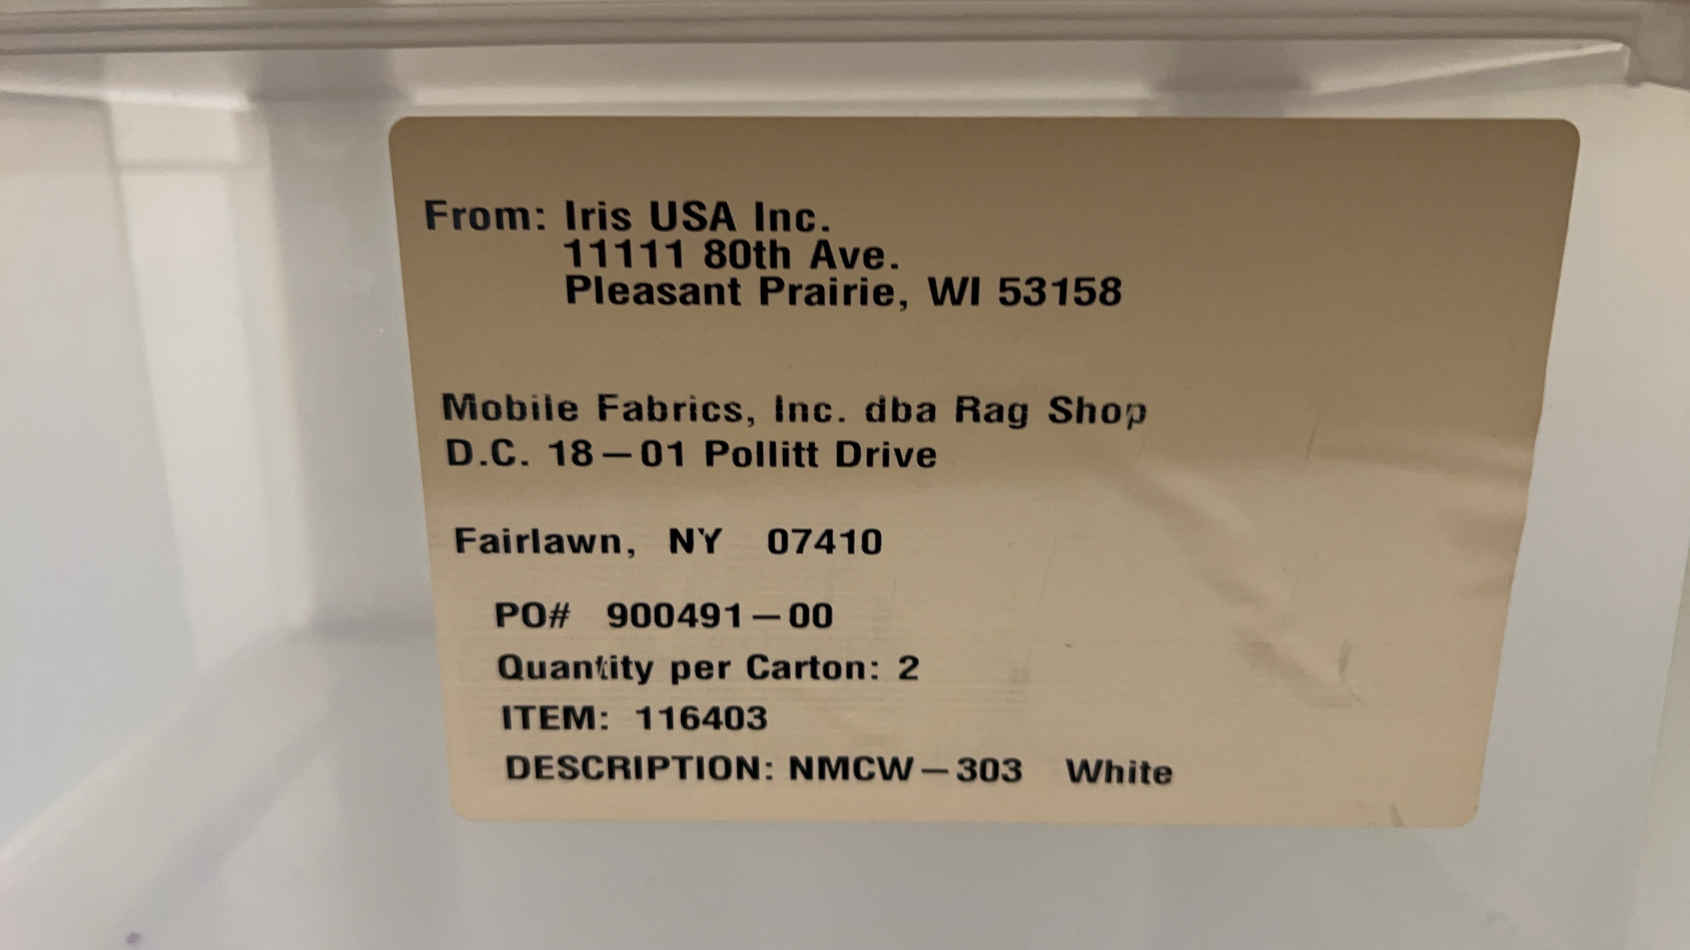 From: Iris USA Inc.
11111 80th Ave.
Pleasant Prairie, WI 53158
Mobile Fabrics, Inc. dba Rag Shop
D.C. 18-01 Pollitt Drive
Fairlawn, NY 07410
PO# 900491-00
Quantity per Carton: 2
ITEM: 116403
DESCRIPTION: NMCW-303 White